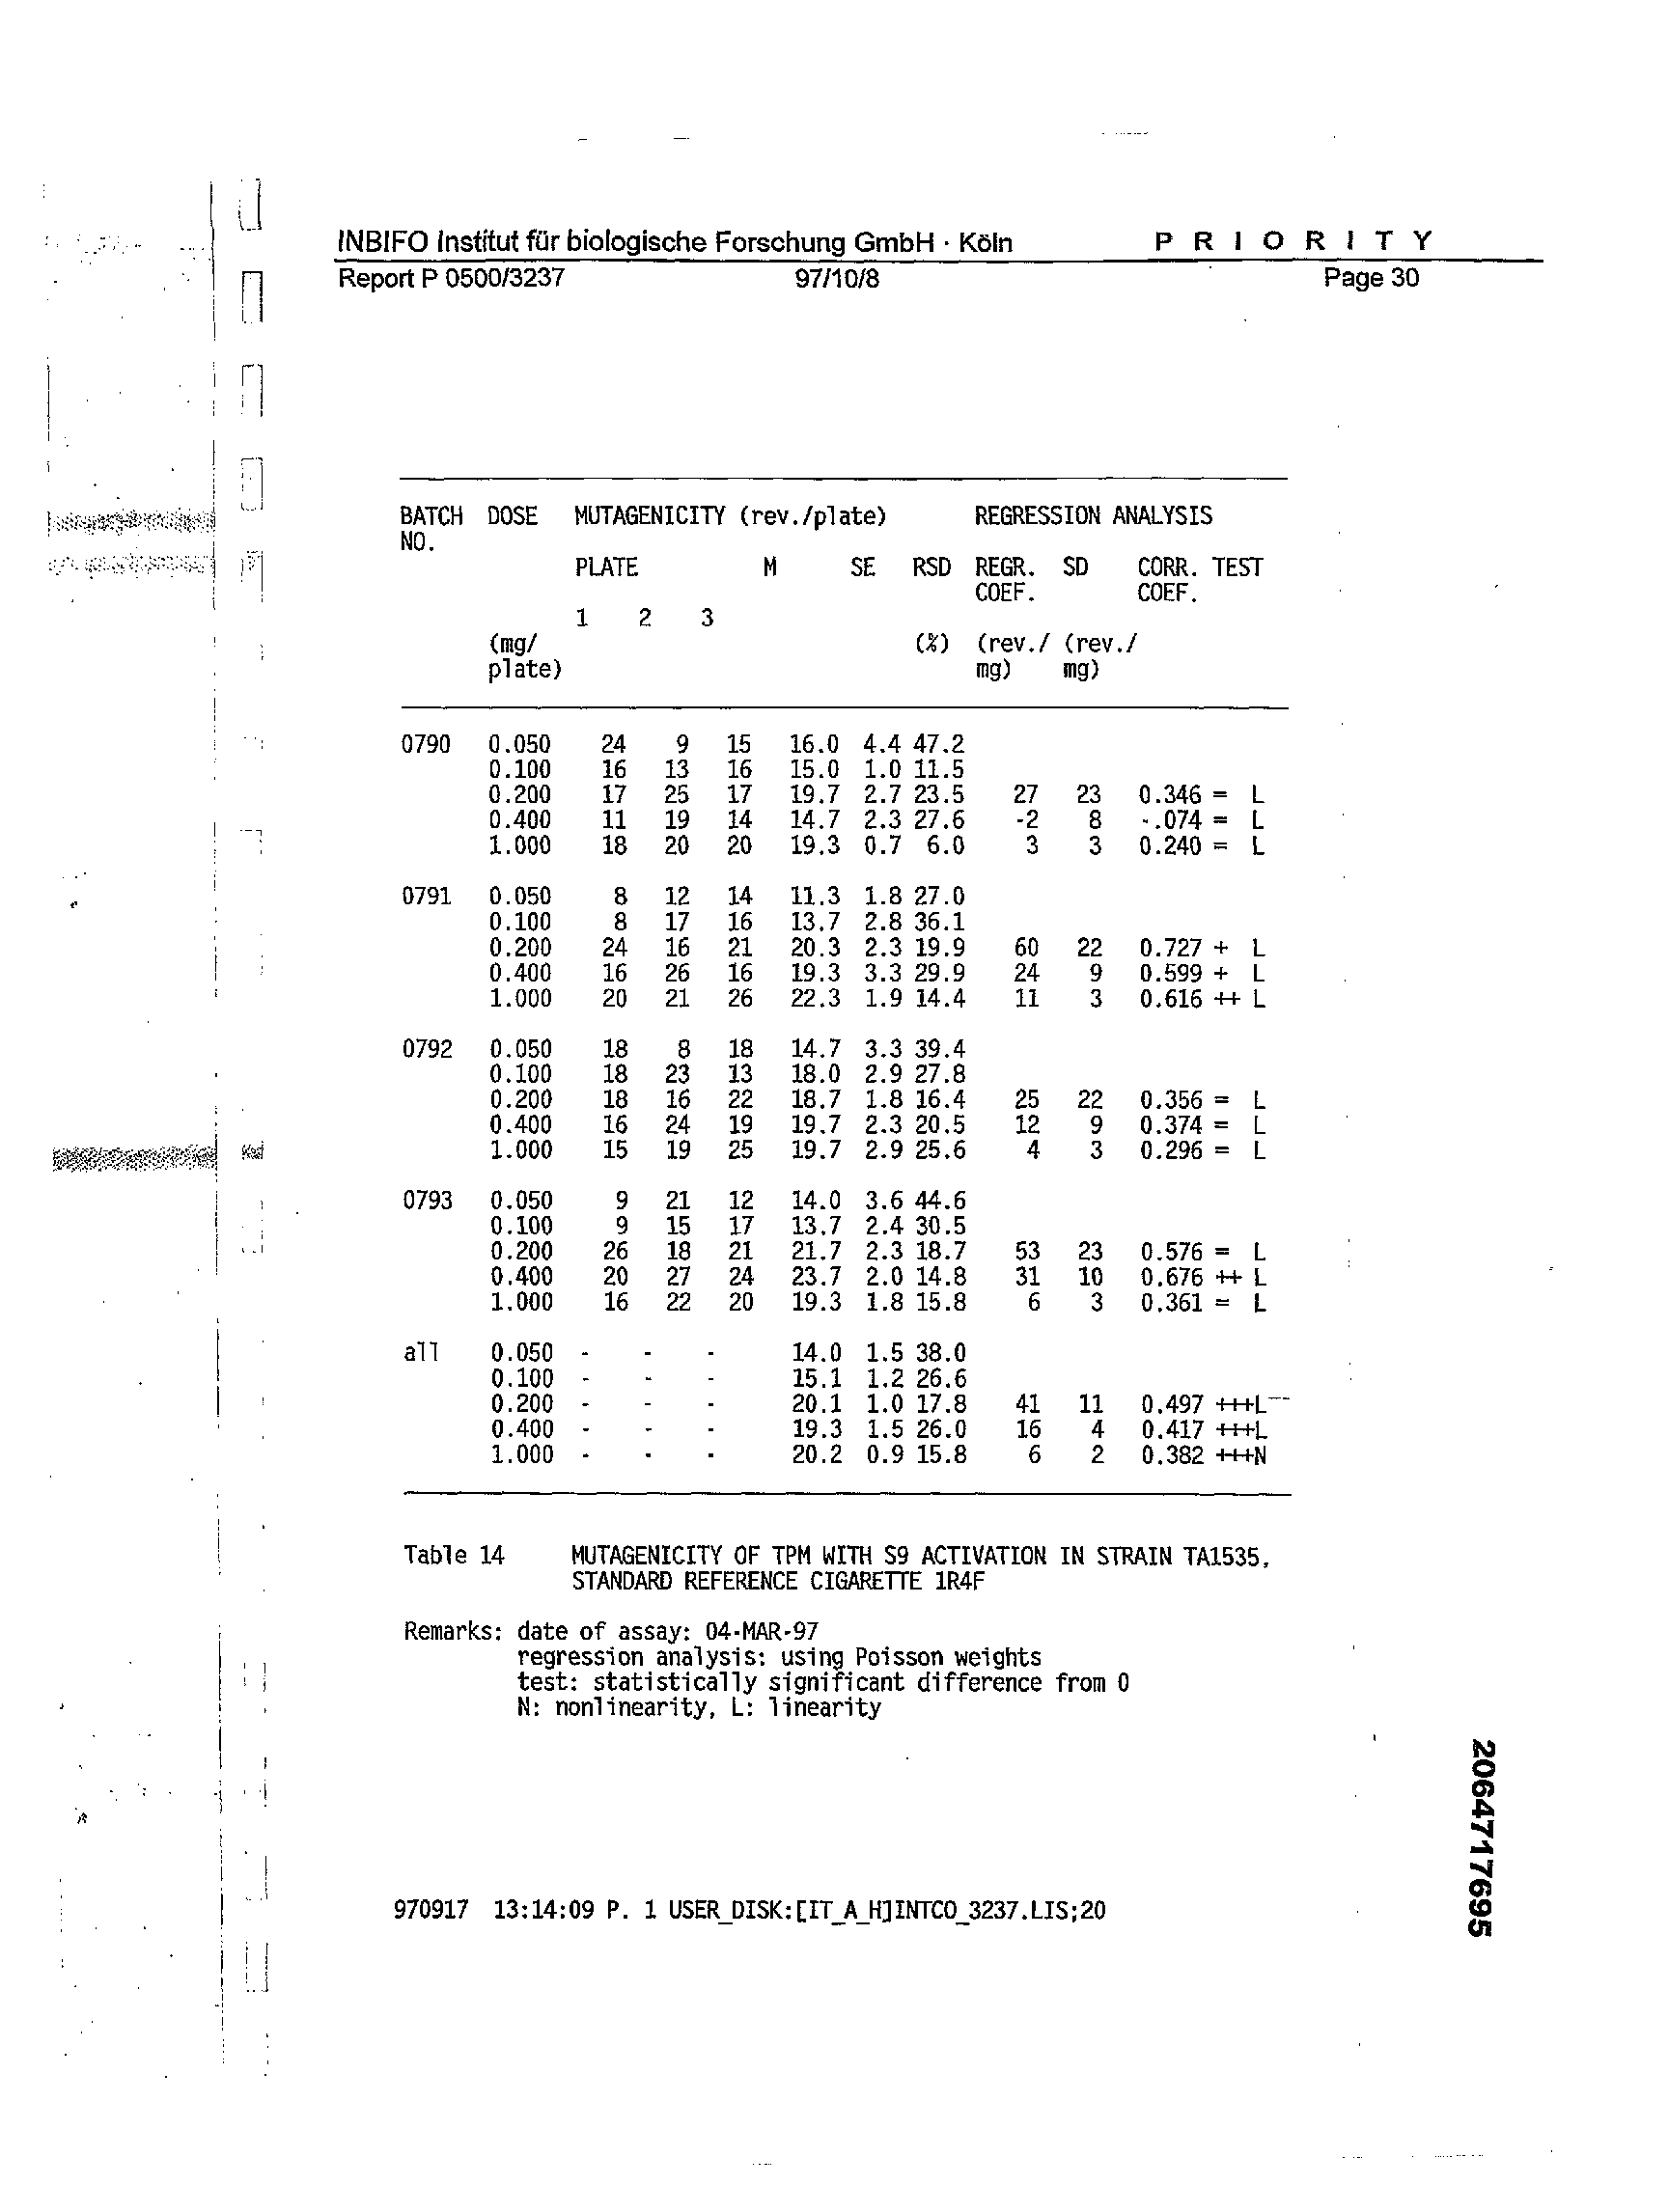 INBIFO Institut für biologische Forschung GmbH · Köln P R I O R I T Y
Report P 0500/3237 97/10/8 Page 30
BATCH DOSE MUTAGENICITY (rev./plate) REGRESSION ANALYSIS
NO.
PLATE M SE RSD REGR. SD CORR. TEST
COEF. COEF.
1 2 3
(mg/ (%) (rev./ (rev./
plate) mg) mg)
0790 0.050 24 9 15 16.0 4.4 47.2
0.100 16 13 16 15.0 1.0 11.5
0.200 17 25 17 19.7 2.7 23.5 27 23 0.346 = L
0.400 11 19 14 14.7 2.3 27.6 -2 8 -.074 = L
1.000 18 20 20 19.3 0.7 6.0 3 3 0.240 = L
0791 0.050 8 12 14 11.3 1.8 27.0
0.100 8 17 16 13.7 2.8 36.1
0.200 24 16 21 20.3 2.3 19.9 60 22 0.727 + L
0.400 16 26 16 19.3 3.3 29.9 24 9 0.599 + L
1.000 20 21 26 22.3 1.9 14.4 11 3 0.616 ++ L
0792 0.050 18 8 18 14.7 3.3 39.4
0.100 18 23 13 18.0 2.9 27.8
0.200 18 16 22 18.7 1.8 16.4 25 22 0.356 = L
0.400 16 24 19 19.7 2.3 20.5 12 9 0.374 = L
1.000 15 19 25 19.7 2.9 25.6 4 3 0.296 = L
0793 0.050 9 21 12 14.0 3.6 44.6
0.100 9 15 17 13.7 2.4 30.5
0.200 26 18 21 21.7 2.3 18.7 53 23 0.576 = L
0.400 20 27 24 23.7 2.0 14.8 31 10 0.676 ++ L
1.000 16 22 20 19.3 1.8 15.8 6 3 0.361 = L
all 0.050 - - - 14.0 1.5 38.0
0.100 - - - 15.1 1.2 26.6
0.200 - - - 20.1 1.0 17.8 41 11 0.497 +++L
0.400 - - - 19.3 1.5 26.0 16 4 0.417 +++L
1.000 - - - 20.2 0.9 15.8 6 2 0.382 +++N
Table 14 MUTAGENICITY OF TPM WITH S9 ACTIVATION IN STRAIN TA1535,
STANDARD REFERENCE CIGARETTE 1R4F
Remarks: date of assay: 04-MAR-97
regression analysis: using Poisson weights
test: statistically significant difference from 0
N: nonlinearity, L: linearity
970917 13:14:09 P. 1 USER_DISK:[IT_A_H]INTCO_3237.LIS;20
2064717695